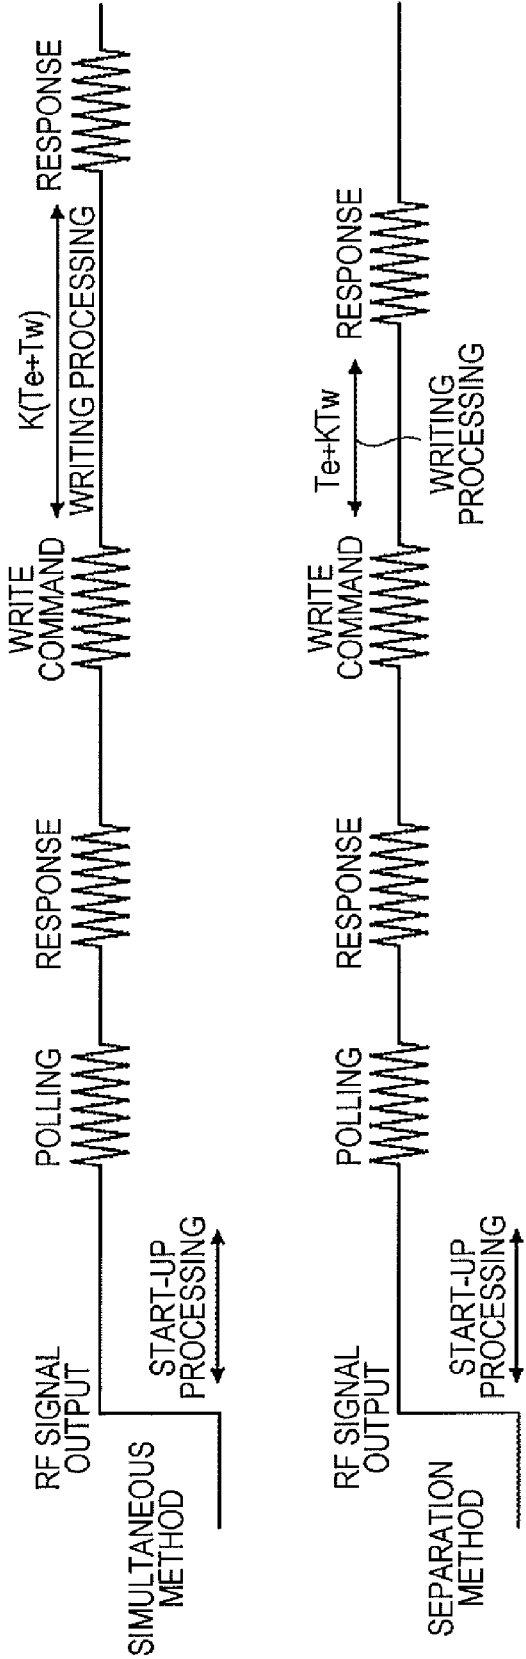 SIMULTANEOUS
METHOD
RF SIGNAL
OUTPUT
START-UP
PROCESSING
POLLING
RESPONSE
WRITE
COMMAND
K(Te+Tw)
WRITING PROCESSING
RESPONSE
SEPARATION
METHOD
RF SIGNAL
OUTPUT
START-UP
PROCESSING
POLLING
RESPONSE
WRITE
COMMAND
Te+KTw
WRITING
PROCESSING
RESPONSE